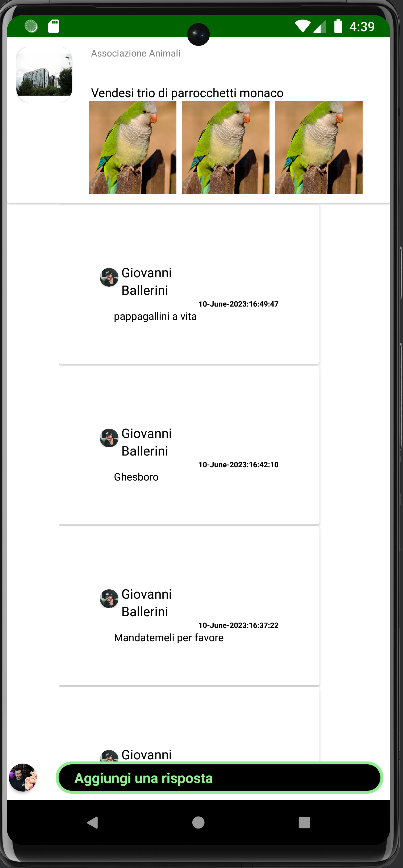 4:39
Associazione Animali
Vendesi trio di parrocchetti monaco
Giovanni
Ballerini
10-June-2023:16:49:47
pappagallini a vita
Giovanni
Ballerini
10-June-2023:16:42:10
Ghesboro
Giovanni
Ballerini
10-June-2023:16:37:22
Mandatemeli per favore
Giovanni
Aggiungi una risposta